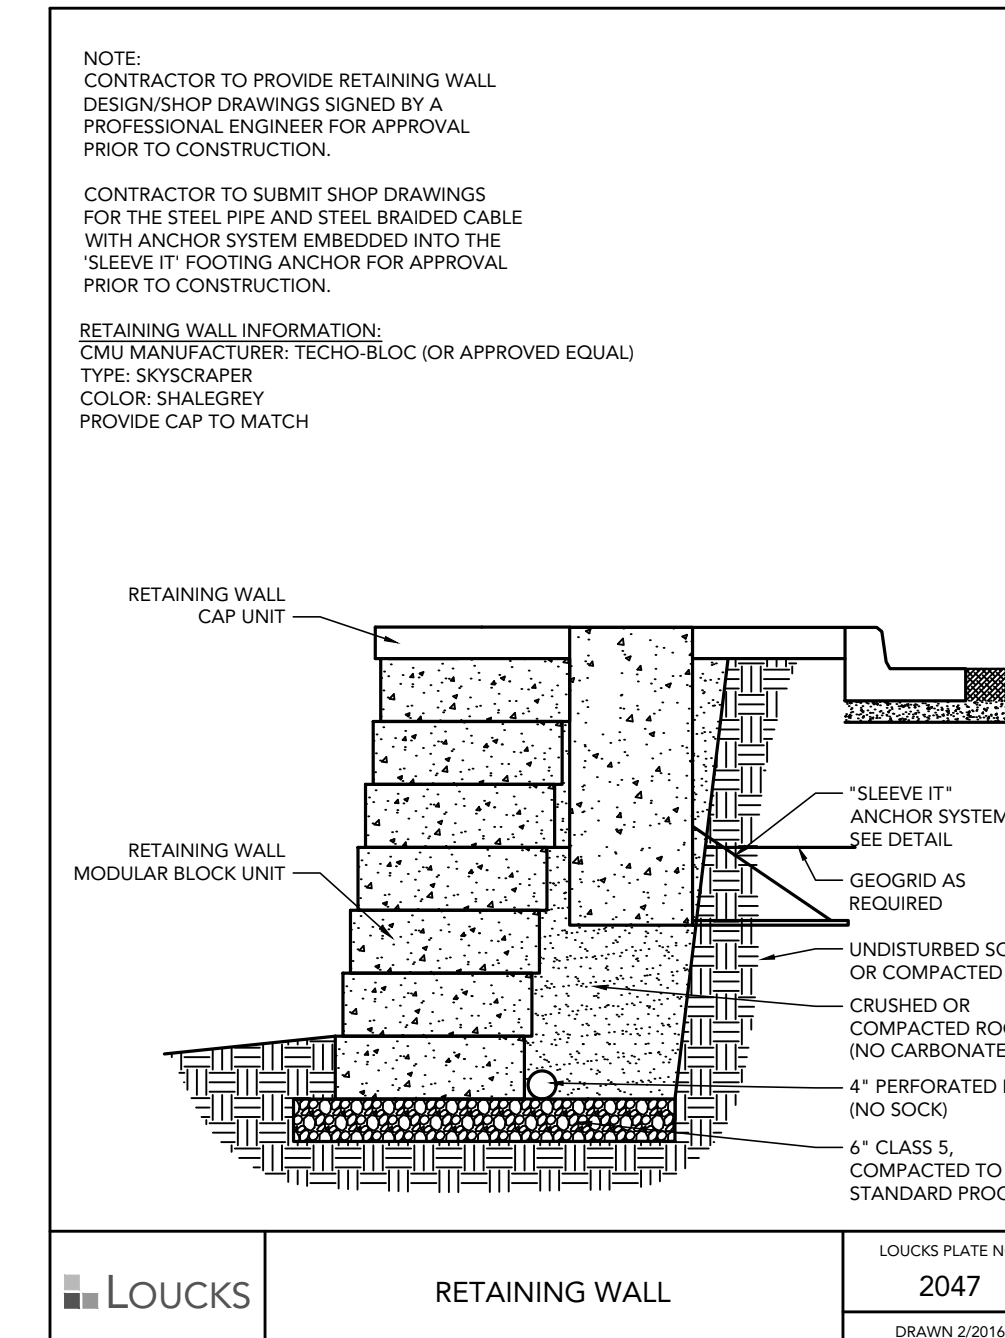 NOTE:
CONTRACTOR TO PROVIDE RETAINING WALL
DESIGN/SHOP DRAWINGS SIGNED BY A
PROFESSIONAL ENGINEER FOR APPROVAL
PRIOR TO CONSTRUCTION.
CONTRACTOR TO SUBMIT SHOP DRAWINGS
FOR THE STEEL PIPE AND STEEL BRAIDED CABLE
WITH ANCHOR SYSTEM EMBEDDED INTO THE
'SLEEVE IT' FOOTING ANCHOR FOR APPROVAL
PRIOR TO CONSTRUCTION.
RETAINING WALL INFORMATION:
CMU MANUFACTURER: TECHO-BLOC (OR APPROVED EQUAL)
TYPE: SKYSCRAPER
COLOR: SHALEGREY
PROVIDE CAP TO MATCH
RETAINING WALL
CAP UNIT
RETAINING WALL
MODULAR BLOCK UNIT
"SLEEVE IT"
ANCHOR SYSTEM
SEE DETAIL
GEOGRID AS
REQUIRED
UNDISTURBED
OR COMPACTED
CRUSHED OR
COMPACTED
(NO CARBONATE
4" PERFORATED
(NO SOCK)
6" CLASS 5,
COMPACTED TO
STANDARD
LOUCKS
RETAINING WALL
LOUCKS PLATE
2047
DRAWN 2/2016